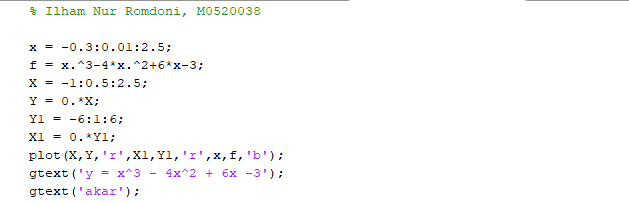 % Ilham Nur Romdoni, M0520038
x = -0.3:0.01:2.5;
f = x.^3-4*x.^2+6*x-3;
X = -1:0.5:2.5;
Y = 0.*X;
Y1 = -6:1:6;
X1 = 0.*Y1;
plot(X,Y,'r',X1,Y1,'r',x,f,'b');
gtext('y = x^3 - 4x^2 + 6x -3');
gtext('akar');